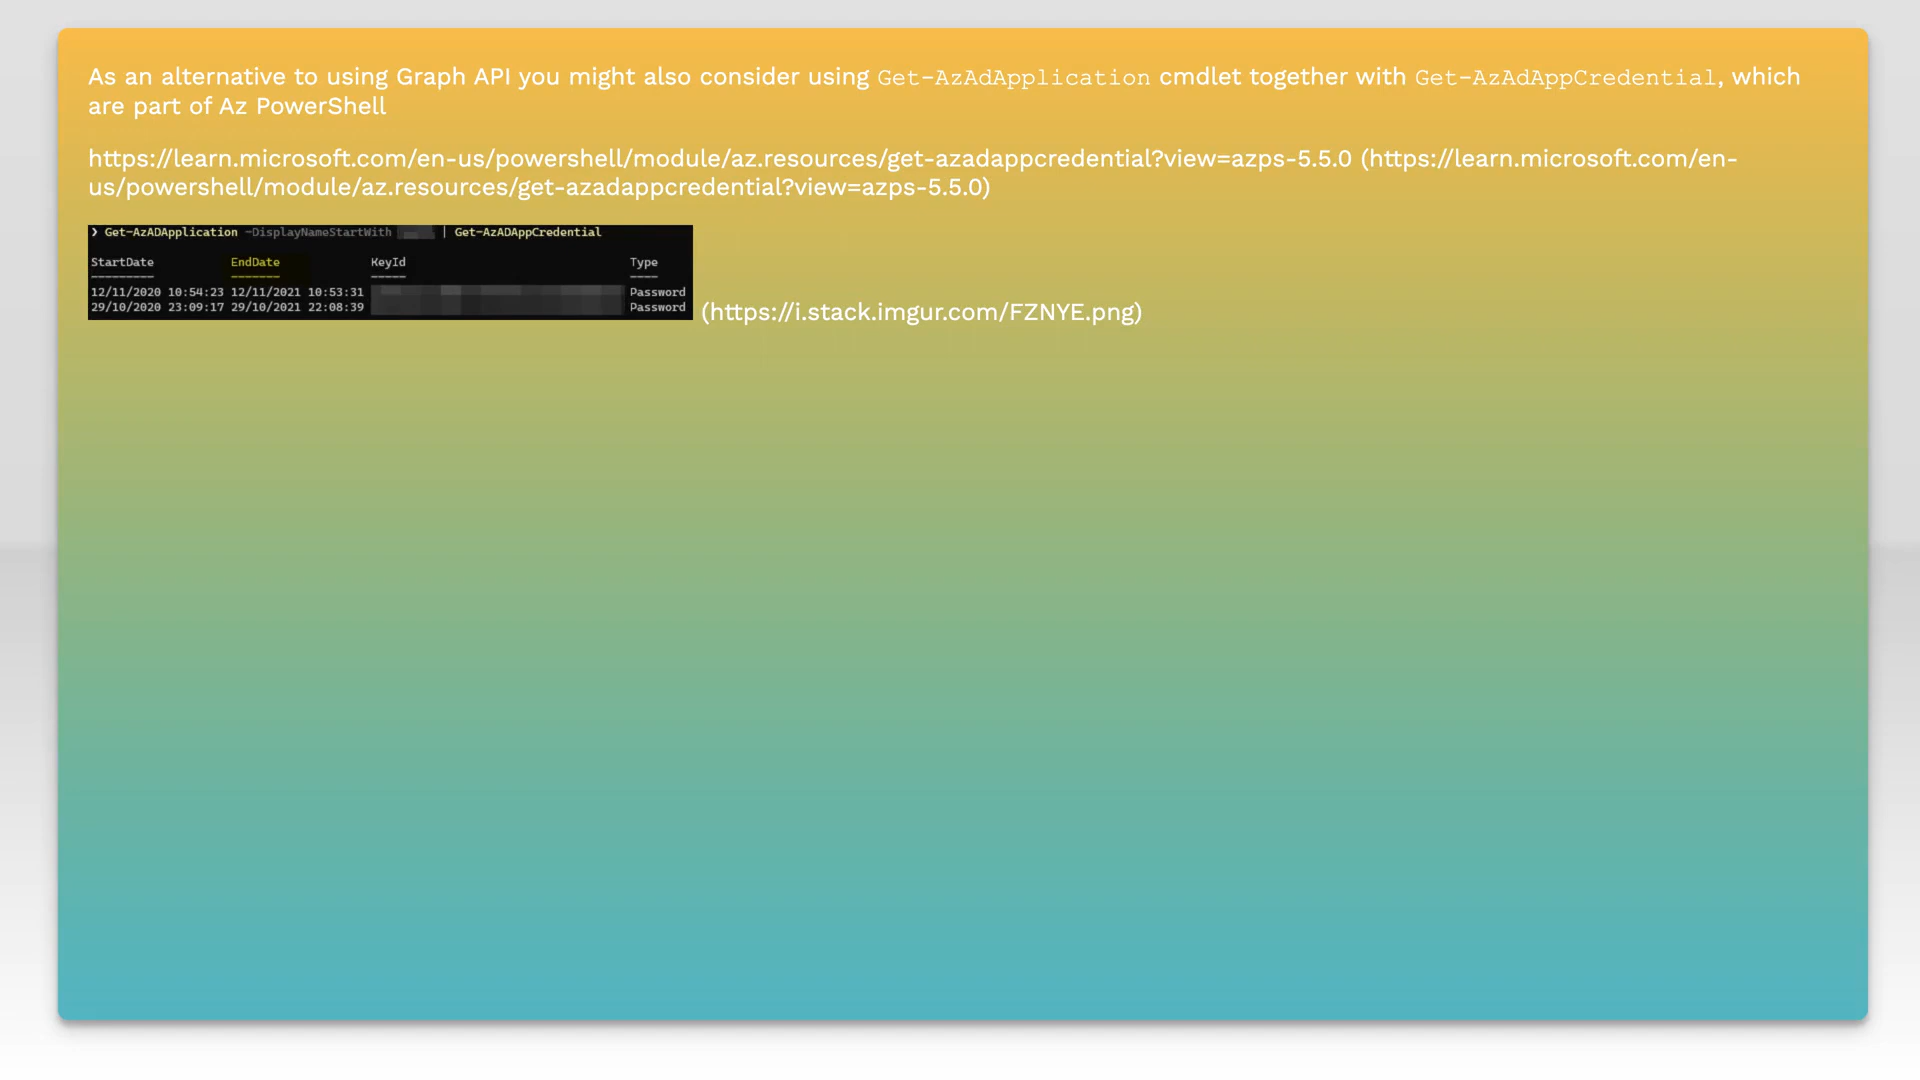 As an alternative to using Graph API you might also consider using Get-AzAdApplication cmdlet together with Get-AzAdAppCredential, which
are part of Az PowerShell
https://learn.microsoft.com/en-us/powershell/module/az.resources/get-azadappcredential?view=azps-5.5.0 (https://learn.microsoft.com/en-
us/powershell/module/az.resources/get-azadappcredential?view=azps-5.5.0)
❯ Get-AzADApplication -DisplayNameStartWith | Get-AzADAppCredential
StartDate EndDate KeyId Type
--------- ------- ----- ----
12/11/2020 10:54:23 12/11/2021 10:53:31 Password
29/10/2020 23:09:17 29/10/2021 22:08:39 Password
(https://i.stack.imgur.com/FZNYE.png)